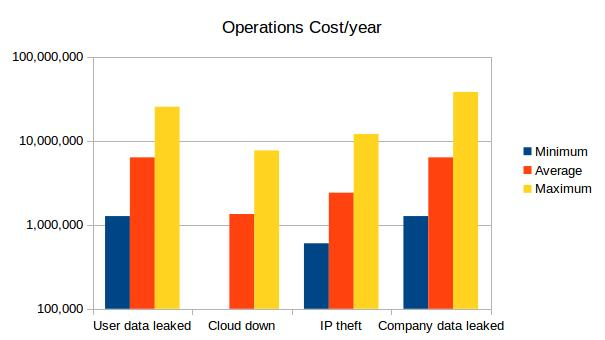 Operations Cost/year
100,000,000
10,000,000
1,000,000
100,000
User data leaked
Cloud down
IP theft
Company data leaked
Minimum
Average
Maximum